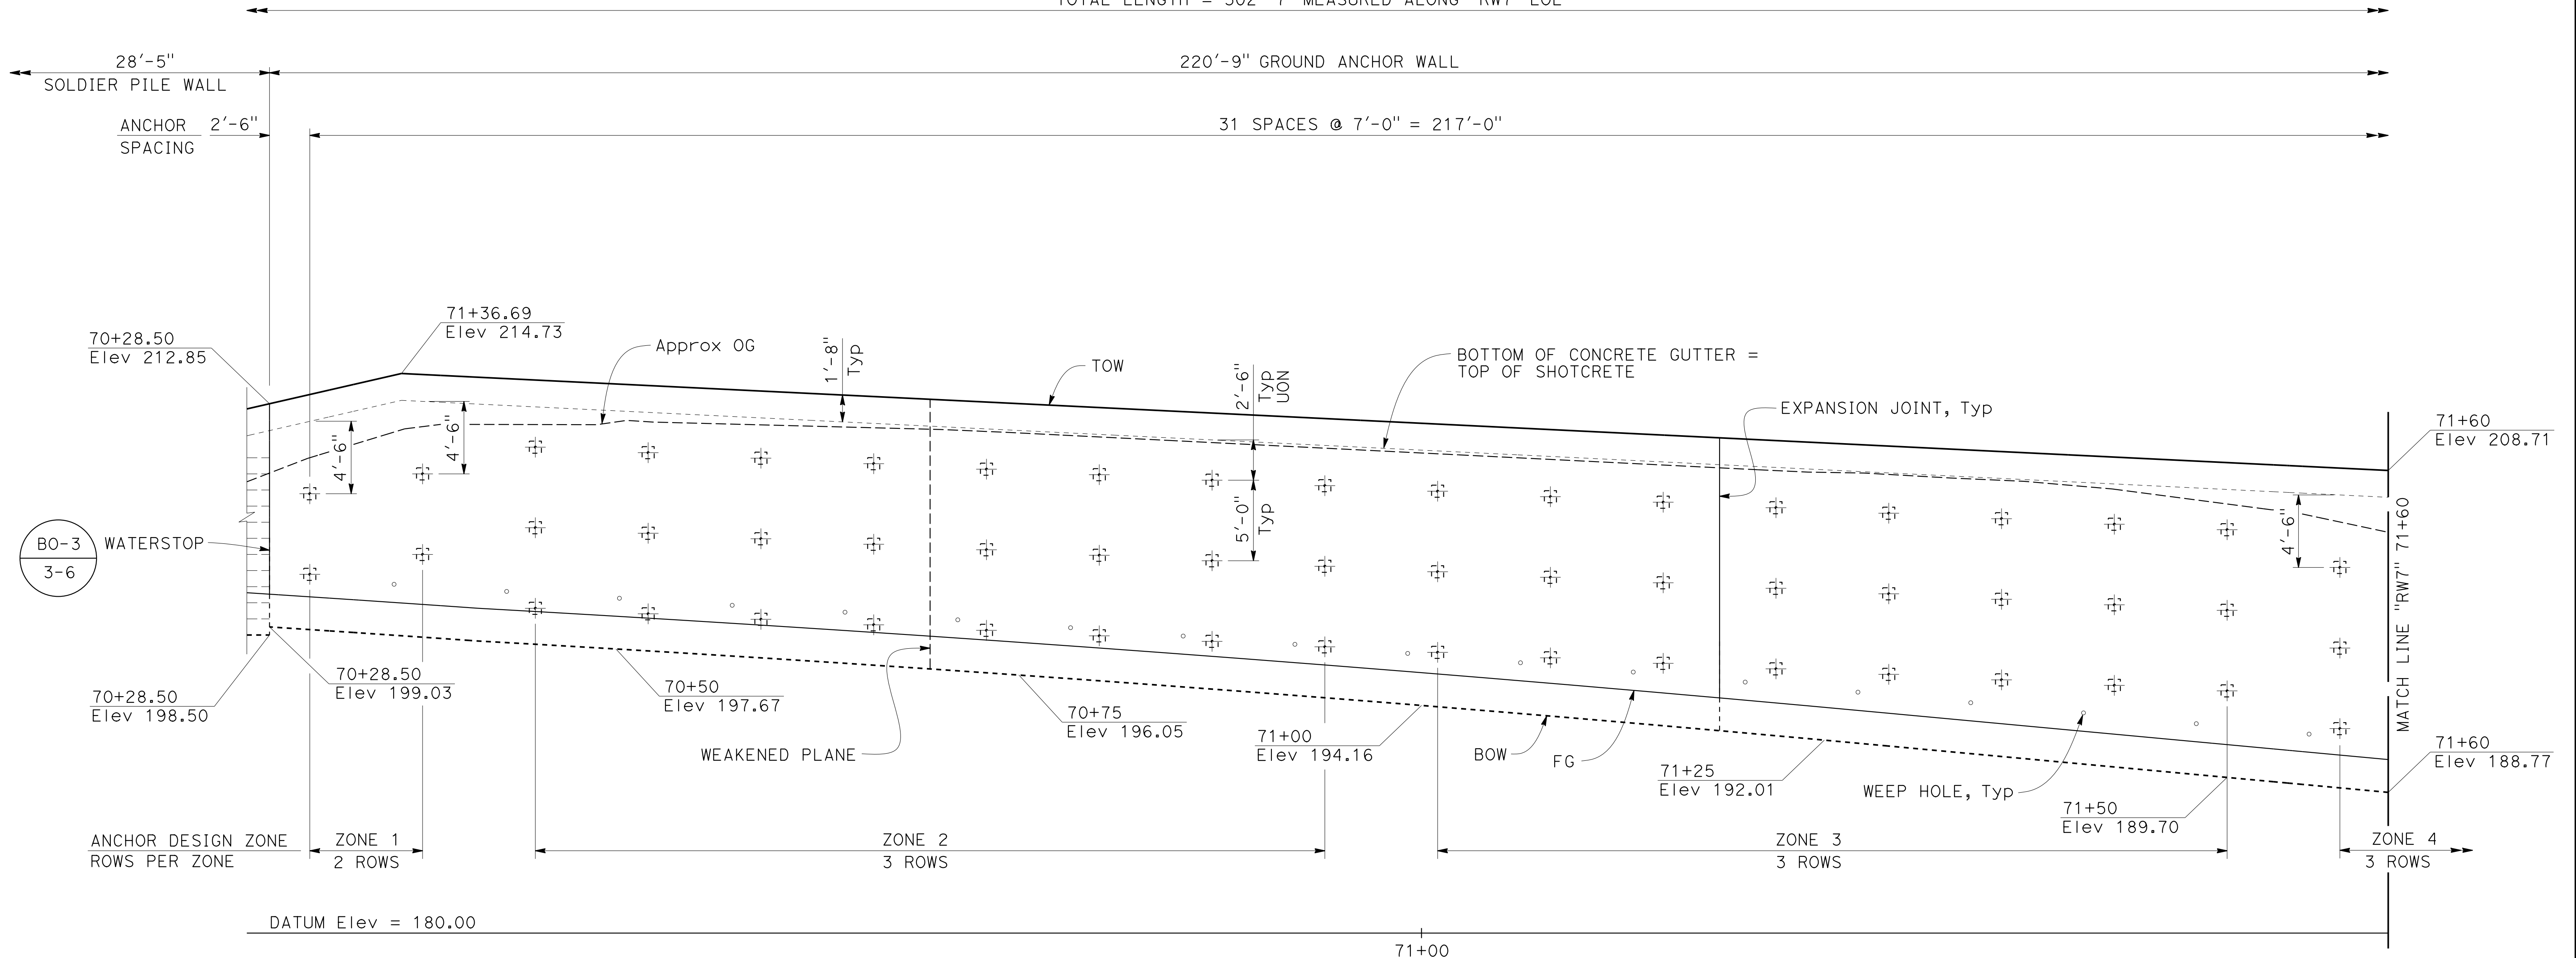 28'-5"
SOLDIER PILE WALL
220'-9" GROUND ANCHOR WALL
ANCHOR
SPACING
2'-6"
31 SPACES @ 7'-0" = 217'-0"
70+28.50
Elev 212.85
71+36.69
Elev 214.73
Approx OG
1'-8"
Typ
TOW
2'-6"
Typ
UON
BOTTOM OF CONCRETE GUTTER =
TOP OF SHOTCRETE
EXPANSION JOINT, Typ
71+60
Elev 208.71
4'-6"
4'-6"
5'-0"
Typ
4'-6"
MATCH LINE "RW7" 71+60
BO-3
3-6
WATERSTOP
70+28.50
Elev 198.50
70+28.50
Elev 199.03
70+50
Elev 197.67
WEAKENED PLANE
70+75
Elev 196.05
71+00
Elev 194.16
BOW
FG
71+25
Elev 192.01
WEEP HOLE, Typ
71+50
Elev 189.70
71+60
Elev 188.77
ANCHOR DESIGN ZONE
ROWS PER ZONE
ZONE 1
2 ROWS
ZONE 2
3 ROWS
ZONE 3
3 ROWS
ZONE 4
3 ROWS
DATUM Elev = 180.00
71+00